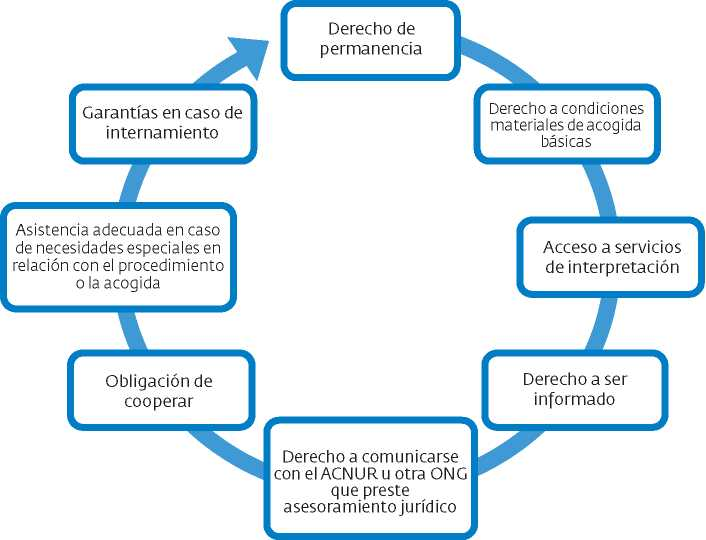 Derecho de
permanencia
Derecho a condiciones
materiales de acogida
básicas
Acceso a servicios
de interpretación
Derecho a ser
informado
Derecho a comunicarse
con el ACNUR u otra ONG
que preste
asesoramiento jurídico
Obligación de
cooperar
Asistencia adecuada en caso
de necesidades especiales en
relación con el procedimiento
o la acogida
Garantías en caso de
internamiento